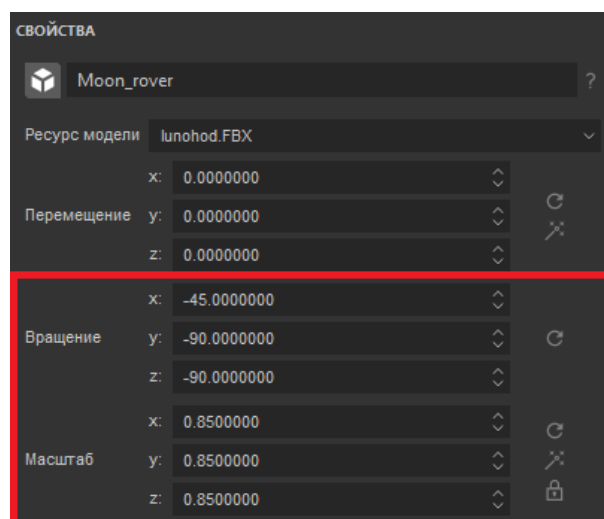 СВОЙСТВА
Moon_rover ?
Ресурс модели lunohod.FBX
x: 0.0000000
Перемещение y: 0.0000000
z: 0.0000000
x: -45.0000000
Вращение y: -90.0000000
z: -90.0000000
x: 0.8500000
Масштаб y: 0.8500000
z: 0.8500000